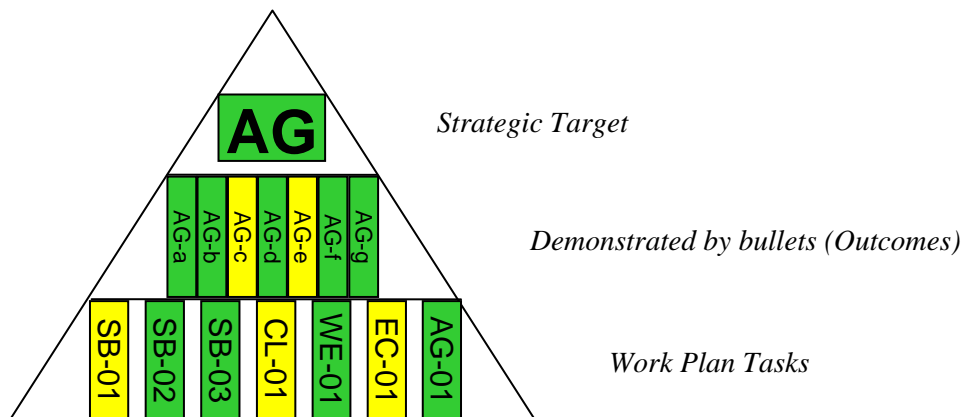 AG
Strategic Target
AG-a
AG-b
AG-c
AG-d
AG-e
AG-f
AG-g
Demonstrated by bullets (Outcomes)
SB-01
SB-02
SB-03
CL-01
WE-01
EC-01
AG-01
Work Plan Tasks